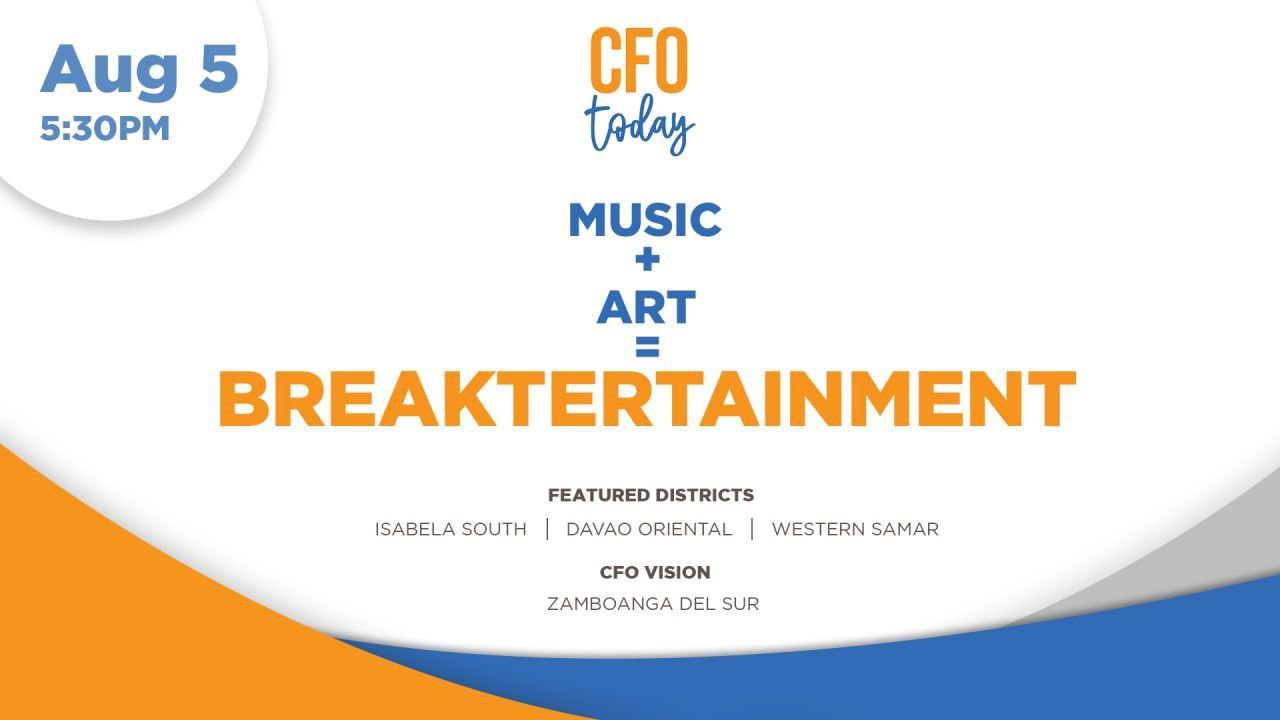 Aug 5
5:30PM
CFO
today
MUSIC
+
ART
=
BREAKTERTAINMENT
FEATURED DISTRICTS
ISABELA SOUTH | DAVAO ORIENTAL | WESTERN SAMAR
CFO VISION
ZAMBOANGA DEL SUR